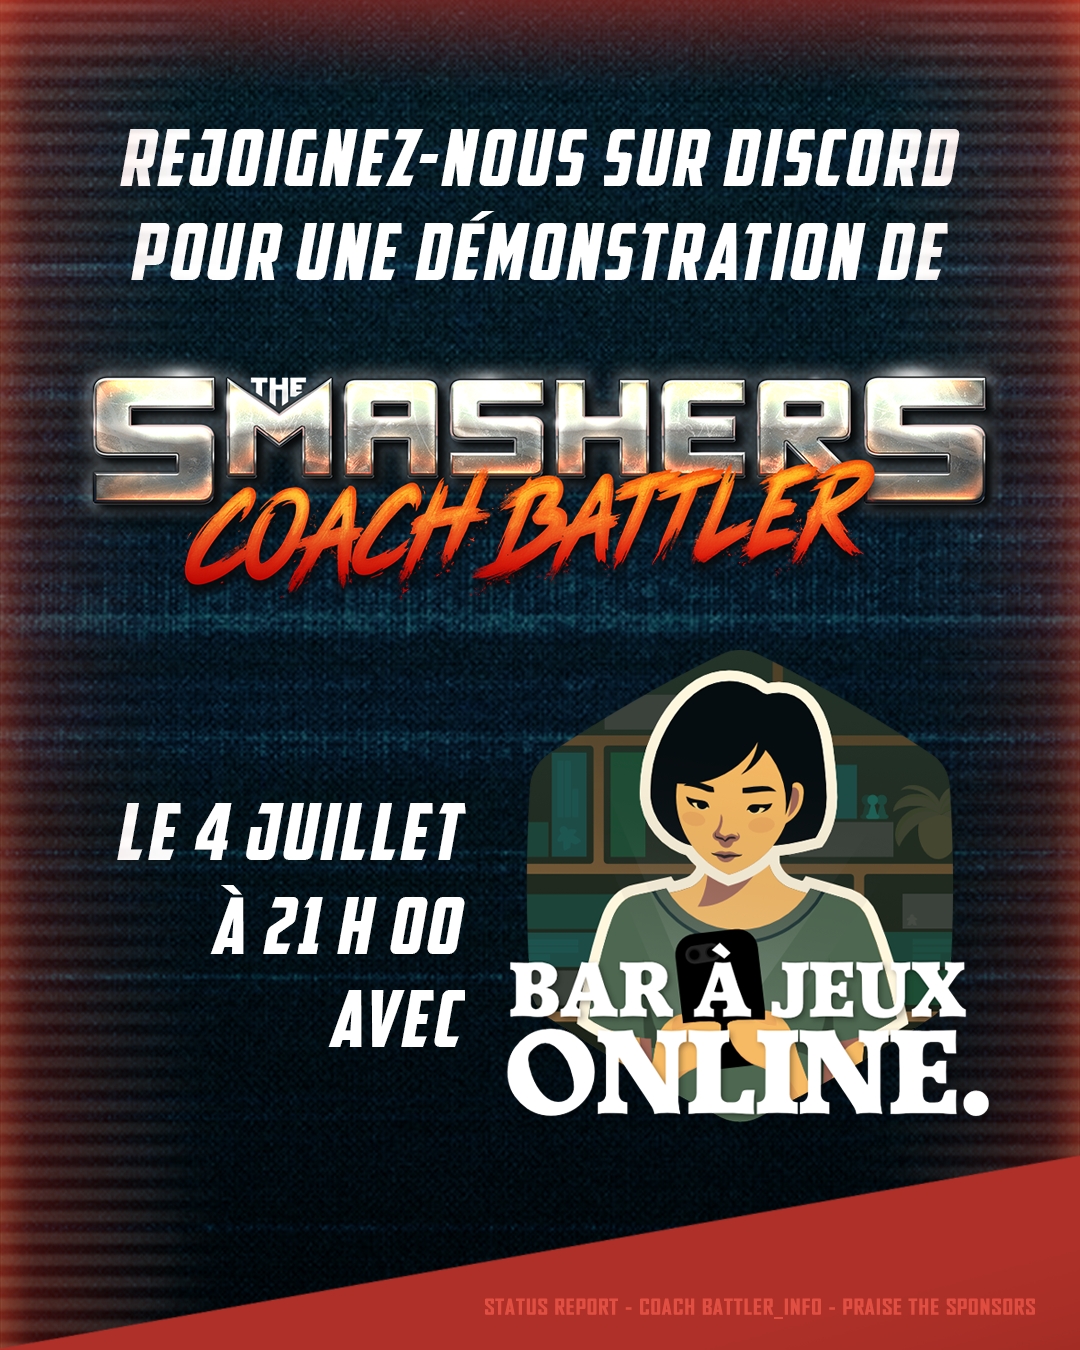 REJOIGNEZ-NOUS SUR DISCORD
POUR UNE DÉMONSTRATION DE
THE
SMASHERS
COACH BATTLER
LE 4 JUILLET
À 21 H 00
AVEC
BAR À JEUX
ONLINE.
STATUS REPORT - COACH BATTLER_INFO - PRAISE THE SPONSORS